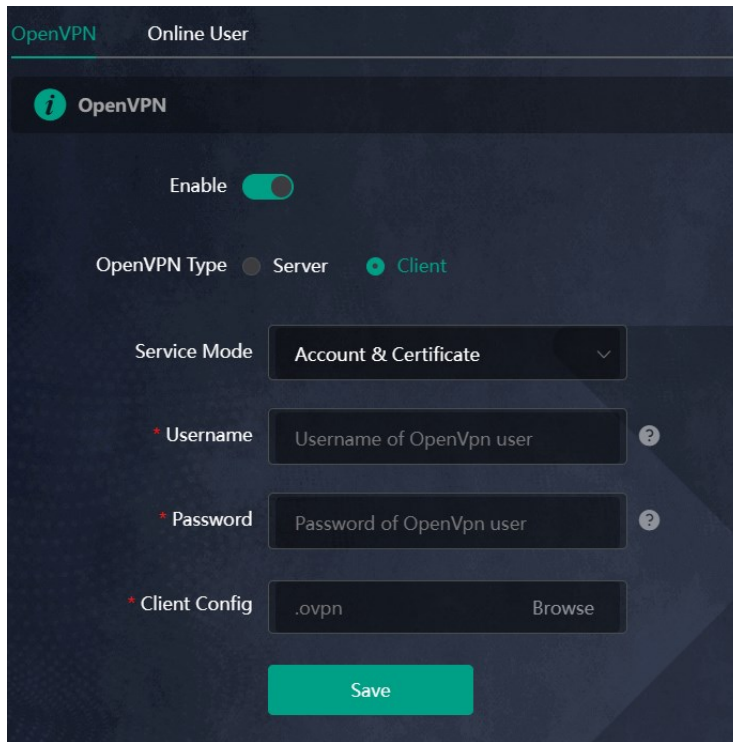 OpenVPN Online User
i OpenVPN
Enable
OpenVPN Type Server Client
Service Mode Account & Certificate
* Username Username of OpenVpn user ?
* Password Password of OpenVpn user ?
* Client Config .ovpn Browse
Save